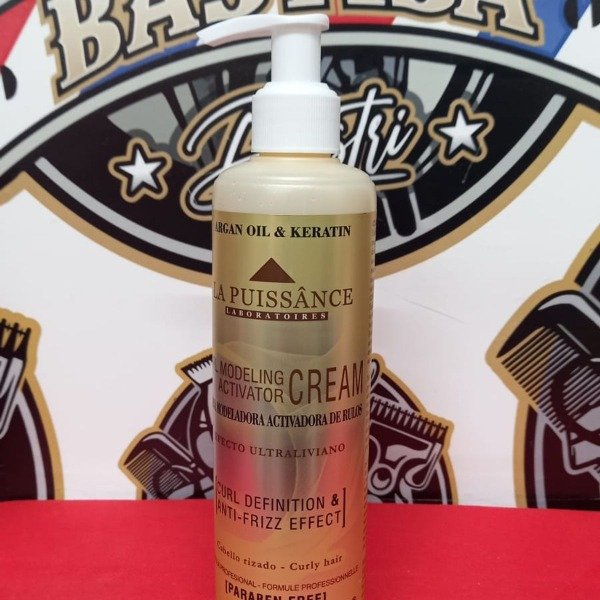 Distri
ARGAN OIL & KERATIN
LA PUISSÂNCE
LABORATOIRES
MODELING
ACTIVATOR CREAM
MODELADORA ACTIVADORA DE RULOS
ULTRALIVIANO
CURL DEFINITION &
ANTI-FRIZZ EFFECT]
Cabello rizado - Curly hair
- FORMULE PROFESSIONNELLE
[PARABEN FREE]